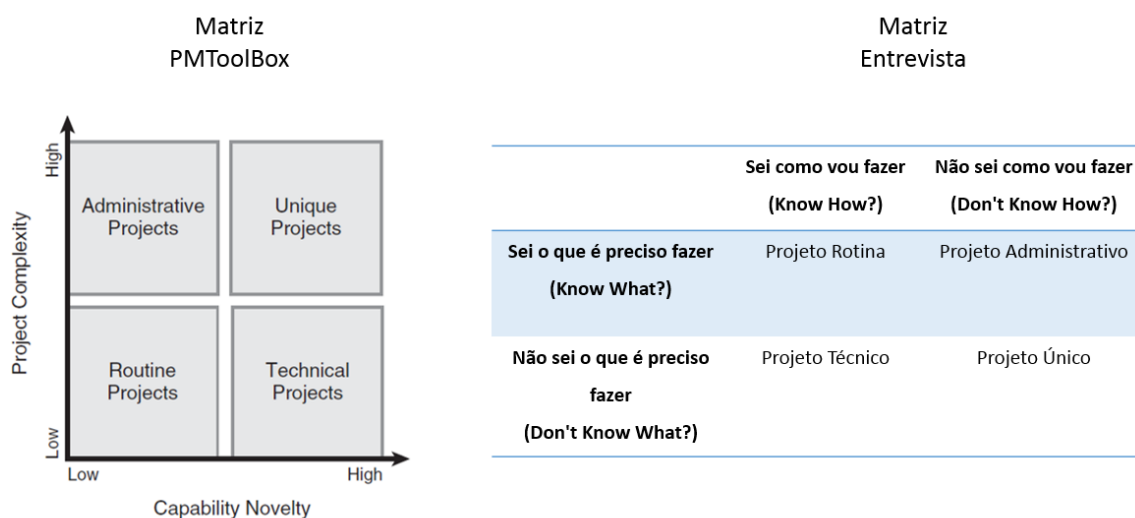 Matriz
PMToolBox
High
Project Complexity
Low
Administrative
Projects
Unique
Projects
Routine
Projects
Technical
Projects
Low
High
Capability Novelty
Matriz
Entrevista
Sei como vou fazer
(Know How?)
Não sei como vou fazer
(Don't Know How?)
Sei o que é preciso fazer
(Know What?)
Projeto Rotina
Projeto Administrativo
Não sei o que é preciso
fazer
(Don't Know What?)
Projeto Técnico
Projeto Único